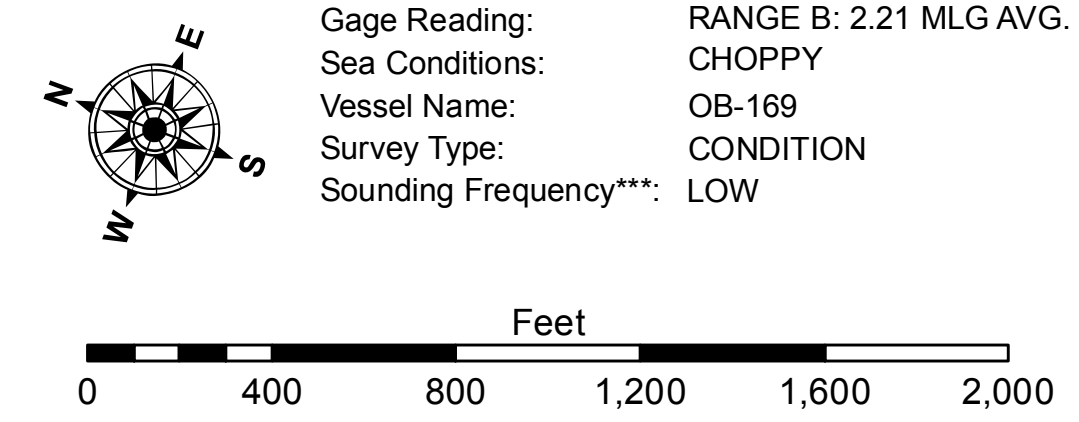 N
E
S
W
Gage Reading: RANGE B: 2.21 MLG AVG.
Sea Conditions: CHOPPY
Vessel Name: OB-169
Survey Type: CONDITION
Sounding Frequency***: LOW
Feet
0 400 800 1,200 1,600 2,000